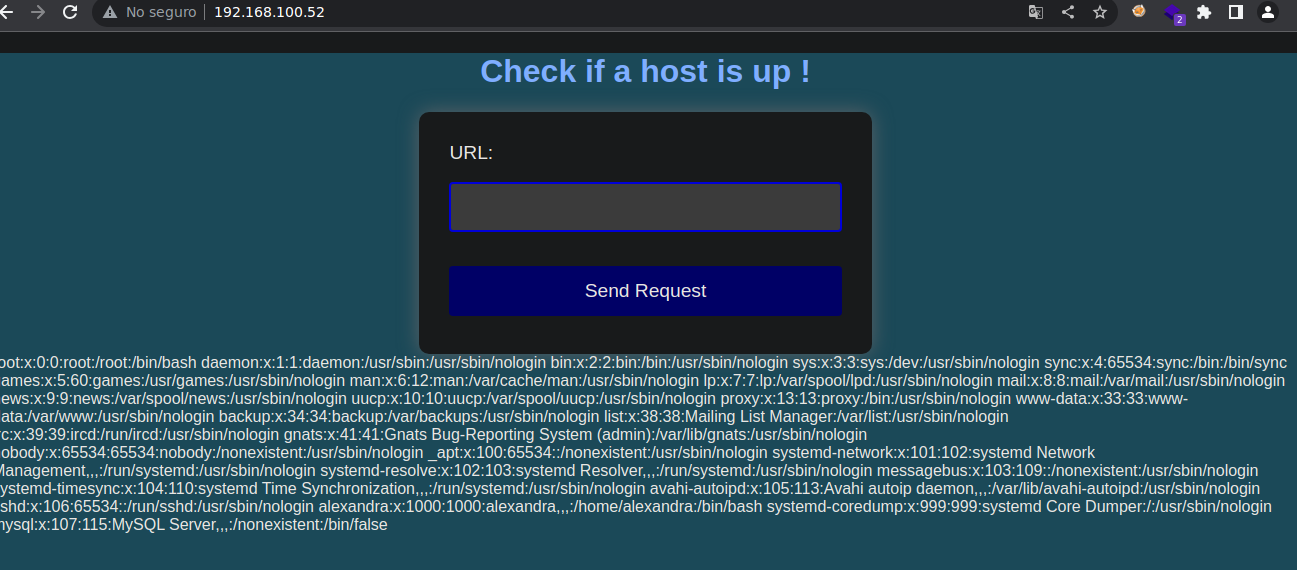 No seguro 192.168.100.52
2
Check if a host is up !
URL:
Send Request
oot:x:0:0:root:/root:/bin/bash daemon:x:1:1:daemon:/usr/sbin:/usr/sbin/nologin bin:x:2:2:bin:/bin:/usr/sbin/nologin sys:x:3:3:sys:/dev:/usr/sbin/nologin sync:x:4:65534:sync:/bin:/bin/sync
ames:x:5:60:games:/usr/games:/usr/sbin/nologin man:x:6:12:man:/var/cache/man:/usr/sbin/nologin lp:x:7:7:lp:/var/spool/lpd:/usr/sbin/nologin mail:x:8:8:mail:/var/mail:/usr/sbin/nologin
ews:x:9:9:news:/var/spool/news:/usr/sbin/nologin uucp:x:10:10:uucp:/var/spool/uucp:/usr/sbin/nologin proxy:x:13:13:proxy:/bin:/usr/sbin/nologin www-data:x:33:33:www-
ata:/var/www:/usr/sbin/nologin backup:x:34:34:backup:/var/backups:/usr/sbin/nologin list:x:38:38:Mailing List Manager:/var/list:/usr/sbin/nologin
rc:x:39:39:ircd:/run/ircd:/usr/sbin/nologin gnats:x:41:41:Gnats Bug-Reporting System (admin):/var/lib/gnats:/usr/sbin/nologin
obody:x:65534:65534:nobody:/nonexistent:/usr/sbin/nologin _apt:x:100:65534::/nonexistent:/usr/sbin/nologin systemd-network:x:101:102:systemd Network
Management,,,:/run/systemd:/usr/sbin/nologin systemd-resolve:x:102:103:systemd Resolver,,,:/run/systemd:/usr/sbin/nologin messagebus:x:103:109::/nonexistent:/usr/sbin/nologin
ystemd-timesync:x:104:110:systemd Time Synchronization,,,:/run/systemd:/usr/sbin/nologin avahi-autoipd:x:105:113:Avahi autoip daemon,,,:/var/lib/avahi-autoipd:/usr/sbin/nologin
shd:x:106:65534::/run/sshd:/usr/sbin/nologin alexandra:x:1000:1000:alexandra,,,:/home/alexandra:/bin/bash systemd-coredump:x:999:999:systemd Core Dumper:/:/usr/sbin/nologin
mysql:x:107:115:MySQL Server,,,:/nonexistent:/bin/false